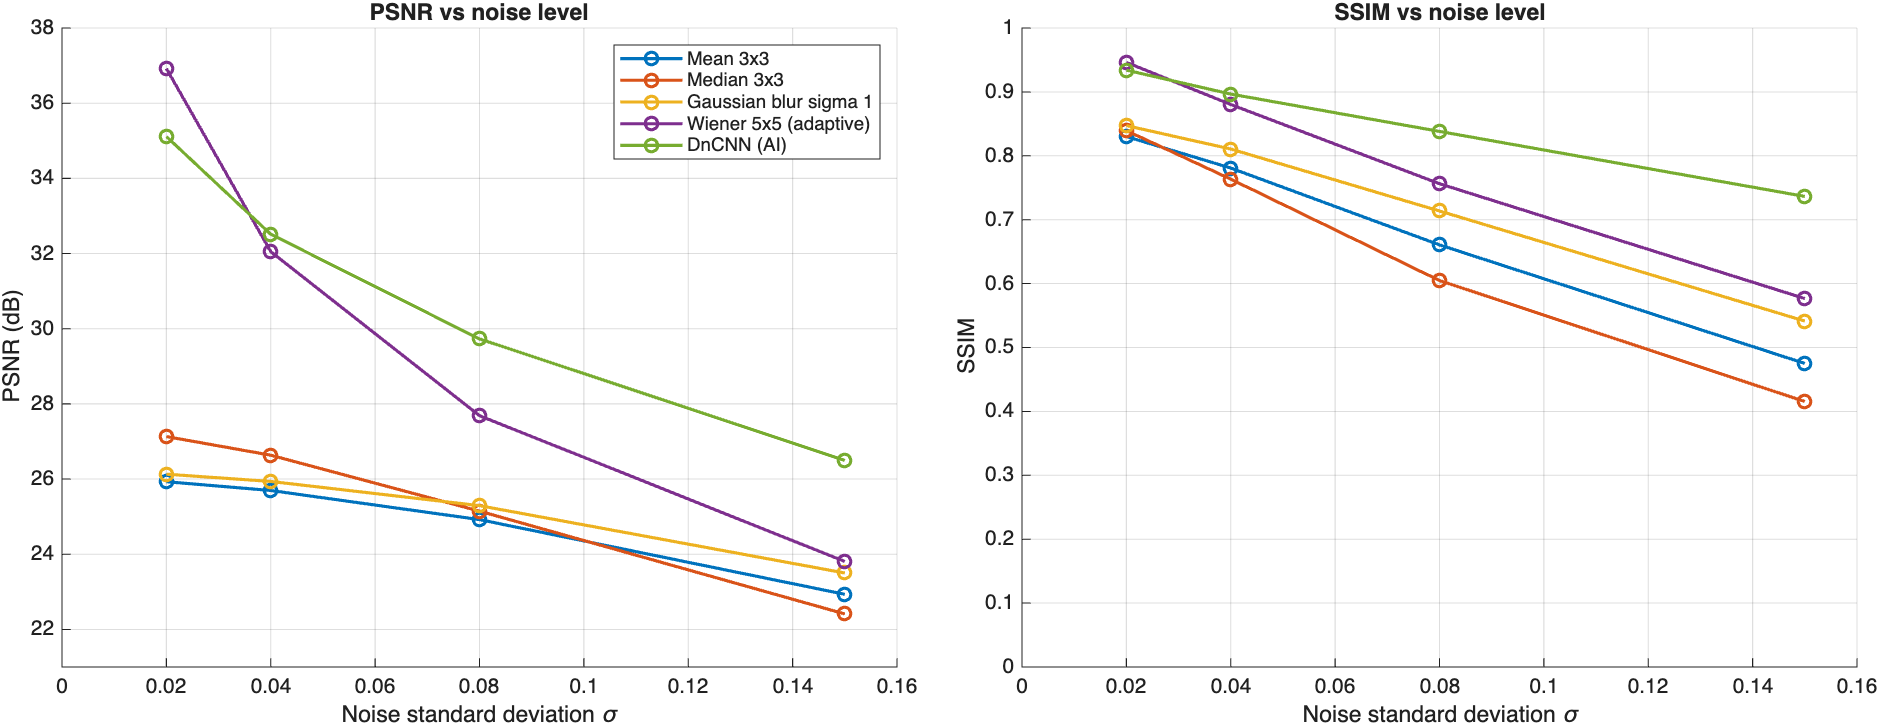 PSNR vs noise level
38
36
34
32
30
28
26
24
22
PSNR (dB)
0 0.02 0.04 0.06 0.08 0.1 0.12 0.14 0.16
Noise standard deviation σ
Mean 3x3
Median 3x3
Gaussian blur sigma 1
Wiener 5x5 (adaptive)
DnCNN (AI)
SSIM vs noise level
1
0.9
0.8
0.7
0.6
0.5
0.4
0.3
0.2
0.1
0
SSIM
0 0.02 0.04 0.06 0.08 0.1 0.12 0.14 0.16
Noise standard deviation σ